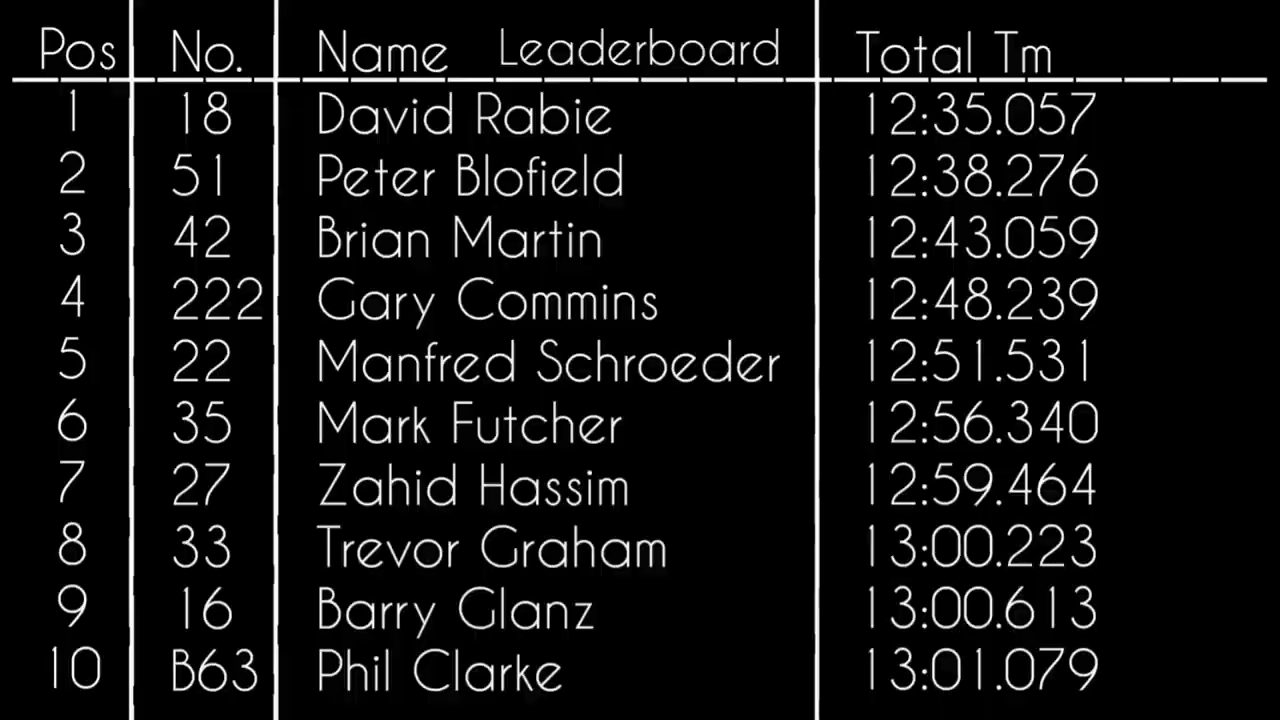 Pos No. Name Leaderboard Total Tm
1 18 David Rabie 12:35.057
2 51 Peter Blofield 12:38.276
3 42 Brian Martin 12:43.059
4 222 Gary Commins 12:48.239
5 22 Manfred Schroeder 12:51.531
6 35 Mark Futcher 12:56.340
7 27 Zahid Hassim 12:59.464
8 33 Trevor Graham 13:00.223
9 16 Barry Glanz 13:00.613
10 B63 Phil Clarke 13:01.079